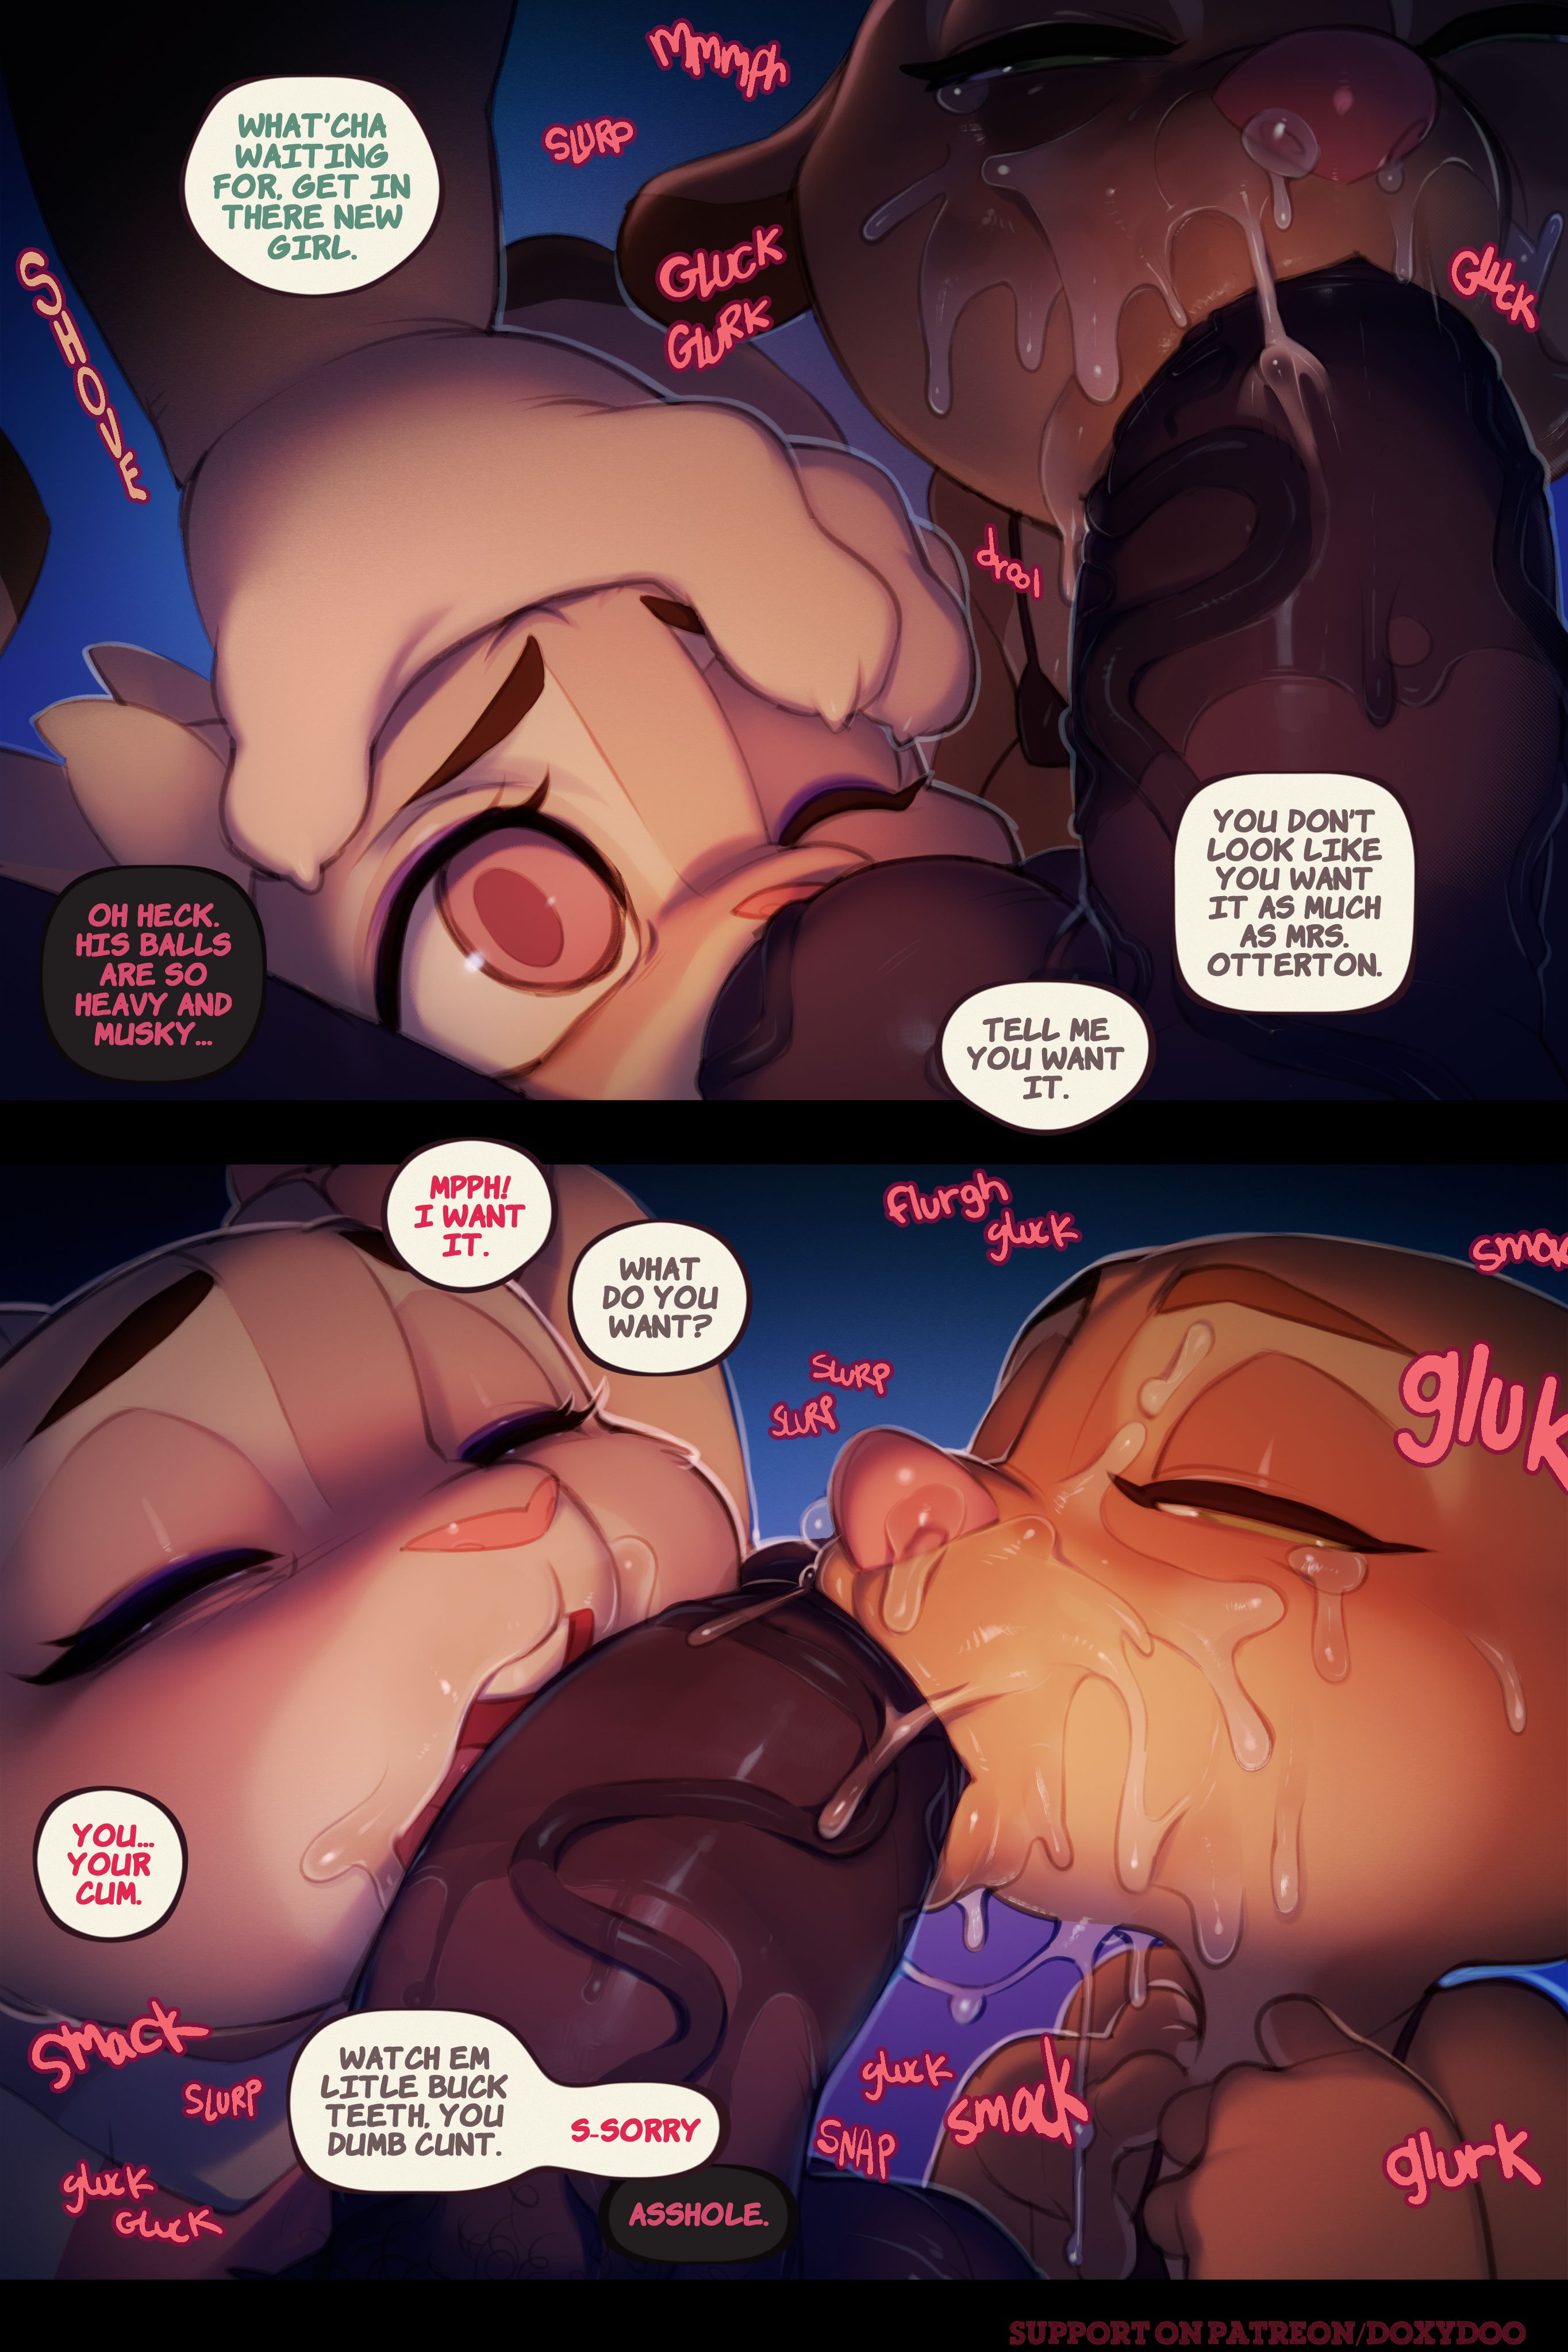 MMMPH
SLURP
WHAT'CHA
WAITING
FOR, GET IN
THERE NEW
GIRL.
SHOVE
GLUCK
GLURK
GLUCK
drool
YOU DON'T
LOOK LIKE
YOU WANT
IT AS MUCH
AS MRS.
OTTERTON.
OH HECK.
HIS BALLS
ARE SO
HEAVY AND
MUSKY...
TELL ME
YOU WANT
IT.
MPPH!
I WANT
IT.
WHAT
DO YOU
WANT?
flurgh
gluck
smac
SLURP
SLURP
gluk
YOU...
YOUR
CUM.
smack
SLURP
WATCH EM
LITLE BUCK
TEETH, YOU
DUMB CUNT.
S-SORRY
ASSHOLE.
gluck
smack
SNAP
glurk
gluck
GLUCK
SUPPORT ON PATREON/DOXYDOO